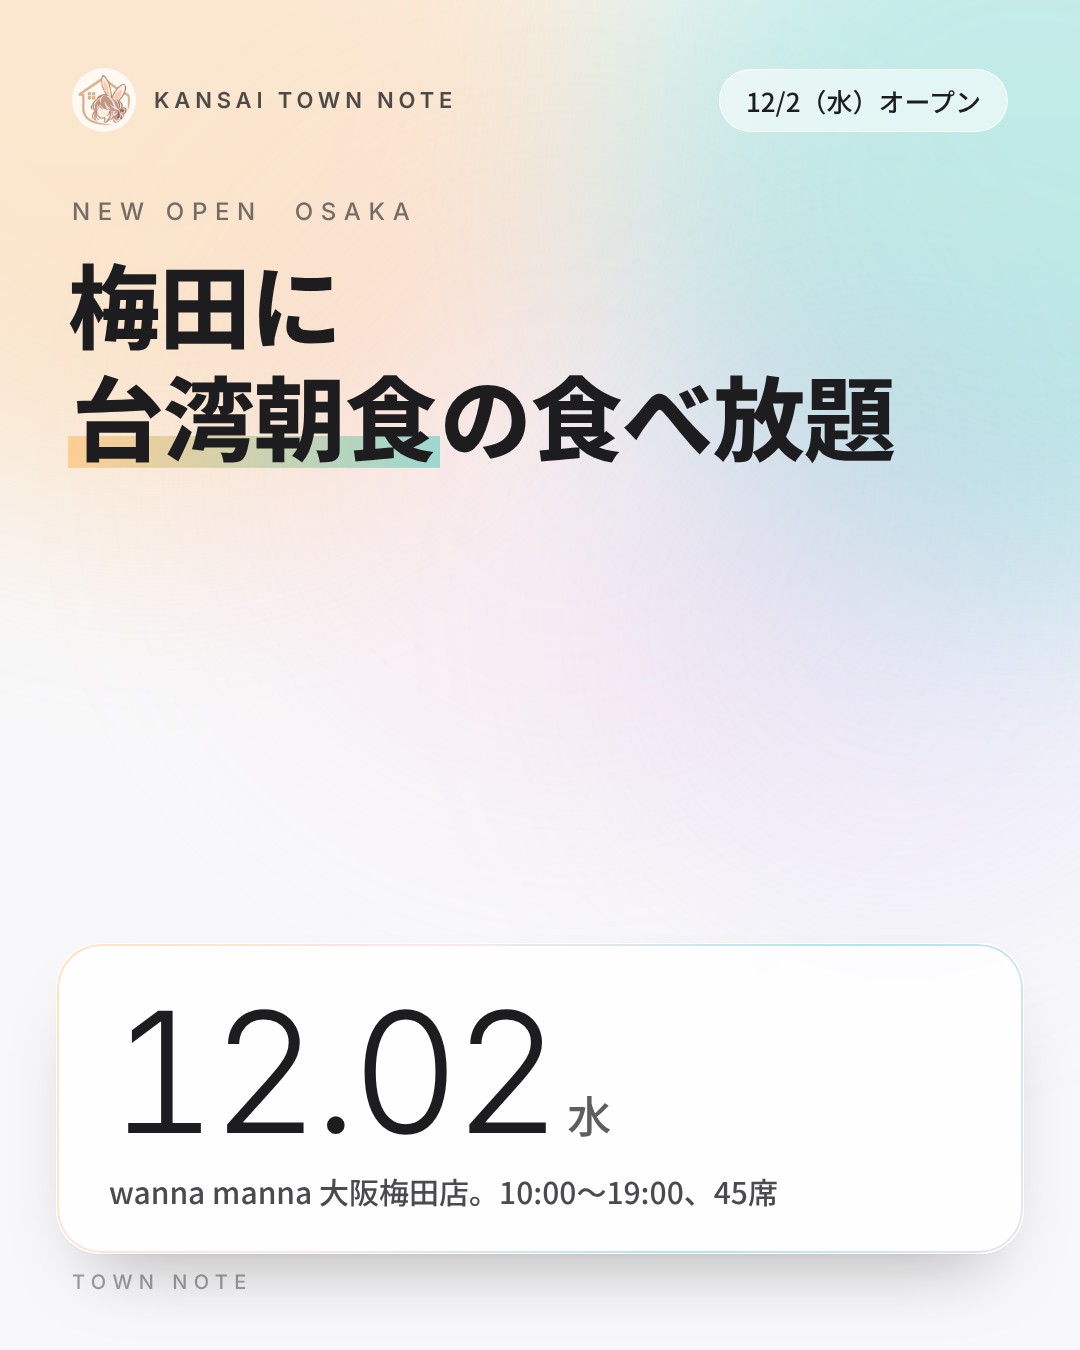 KANSAI TOWN NOTE
12/2（水）オープン
NEW OPEN OSAKA
梅田に
台湾朝食の食べ放題
12.02 水
wanna manna 大阪梅田店。10:00〜19:00、45席
TOWN NOTE